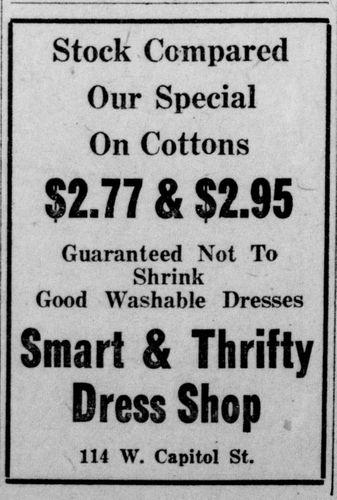 Stock Compared
Our Special
On Cottons
$2.77 & $2.95
Guaranteed Not To
Shrink
Good Washable Dresses
Smart & Thrifty
Dress Shop
114 W. Capitol St.